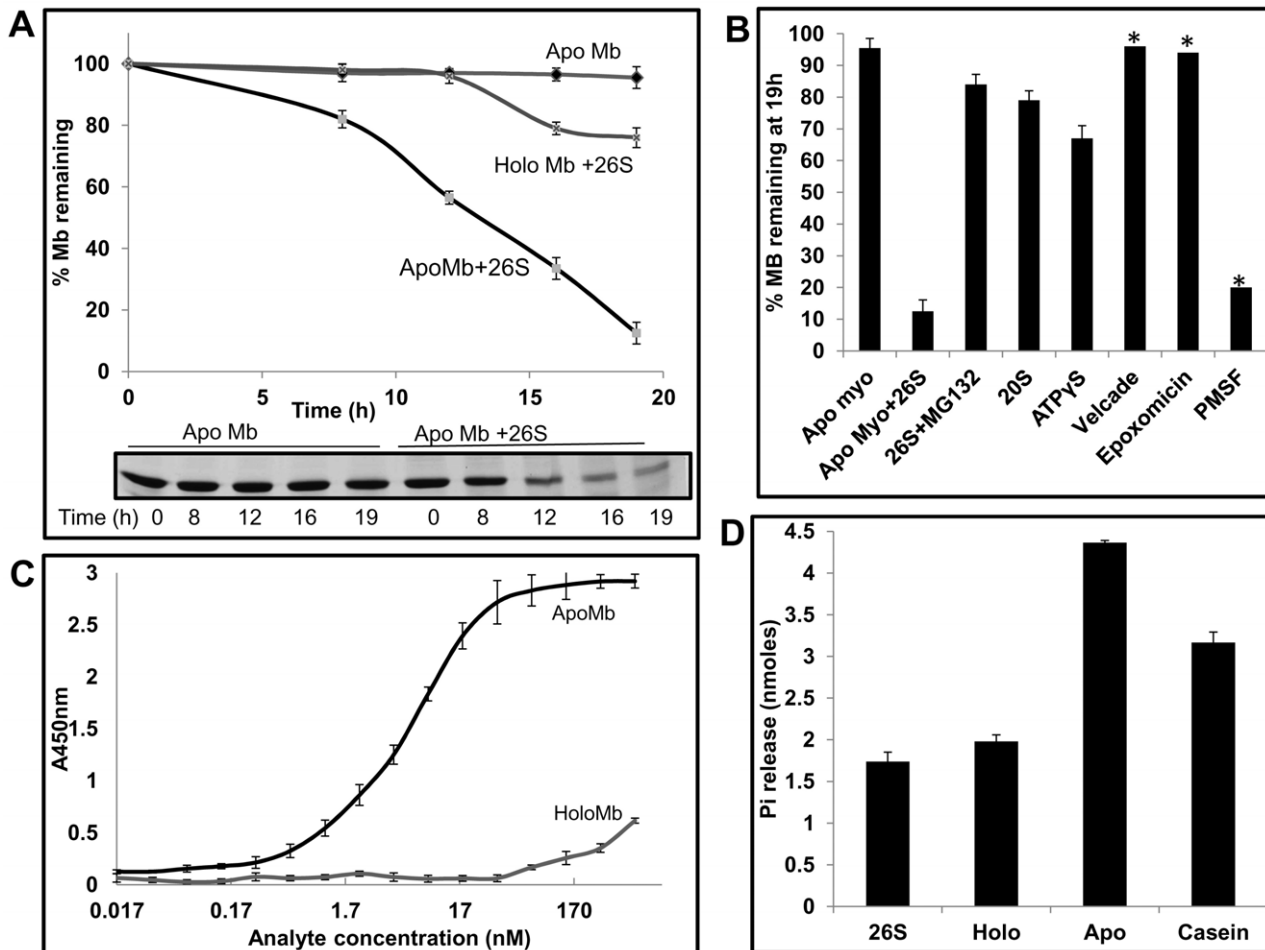 A
% Mb remaining
100
80
60
40
20
0
Apo Mb
Holo Mb +26S
ApoMb+26S
0 5 10 15 20
Time (h)
Apo Mb Apo Mb +26S
Time (h) 0 8 12 16 19 0 8 12 16 19
B
% MB remaining at 19h
100
90
80
70
60
50
40
30
20
10
0
* * *
Apo myo
Apo Myo+26S
26S+MG132
20S
ATPγS
Velcade
Epoxomicin
PMSF
C
A450nm
3
2.5
2
1.5
1
0.5
0
ApoMb
HoloMb
0.017 0.17 1.7 17 170
Analyte concentration (nM)
D
Pi release (nmoles)
4.5
4
3.5
3
2.5
2
1.5
1
0.5
0
26S Holo Apo Casein